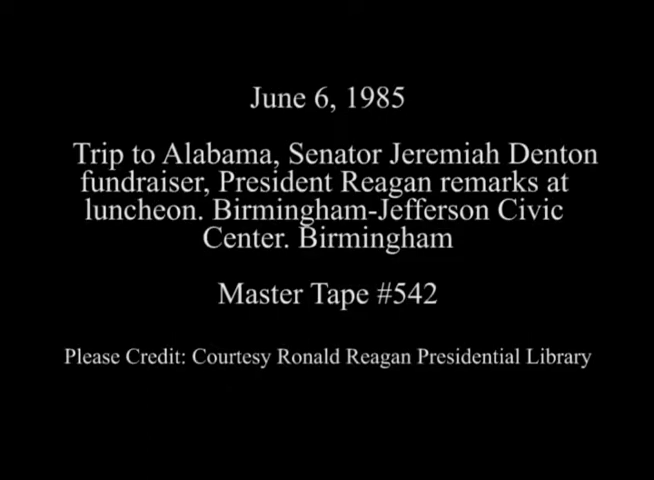 June 6, 1985
Trip to Alabama, Senator Jeremiah Denton
fundraiser, President Reagan remarks at
luncheon. Birmingham-Jefferson Civic
Center. Birmingham
Master Tape #542
Please Credit: Courtesy Ronald Reagan Presidential Library